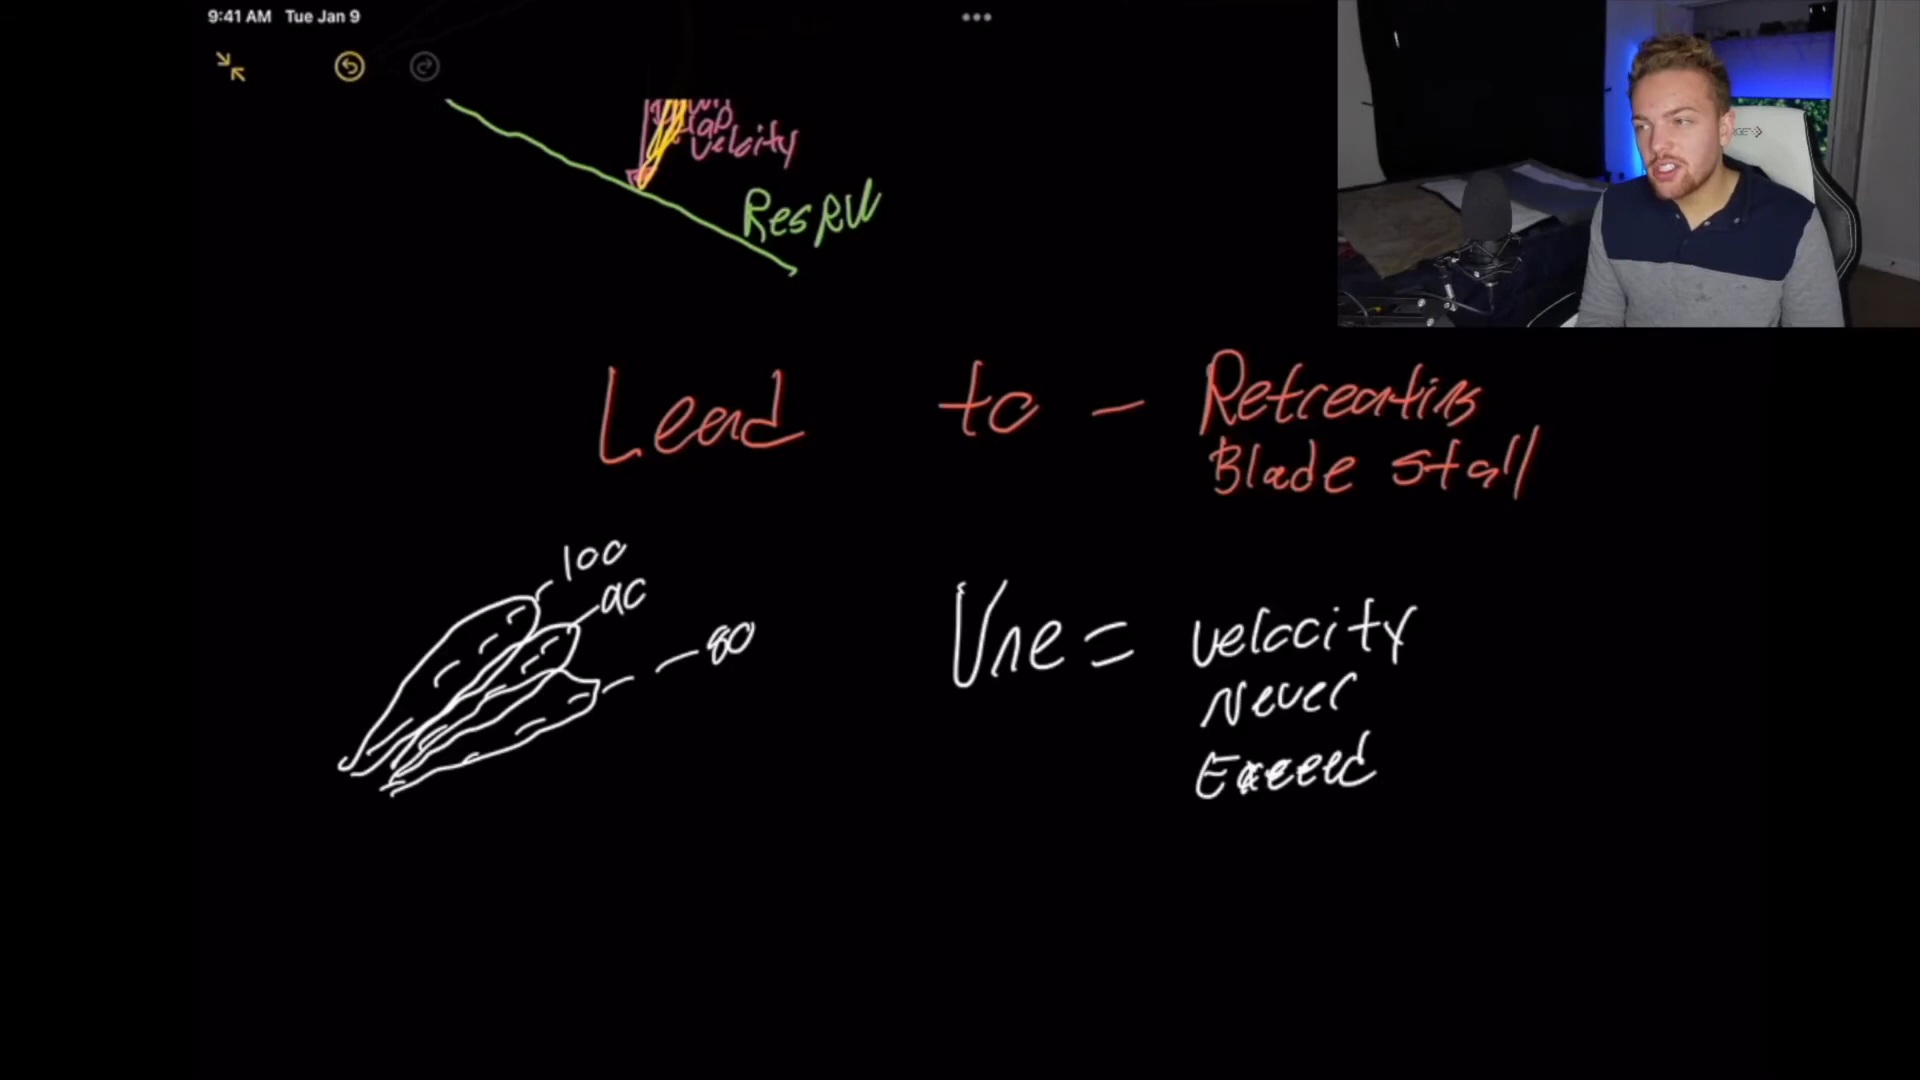 9:41 AM Tue Jan 9
velocity
Res RW
Lead to - Retreating
Blade stall
100
90
80
Vne = velocity
Never
Exceed